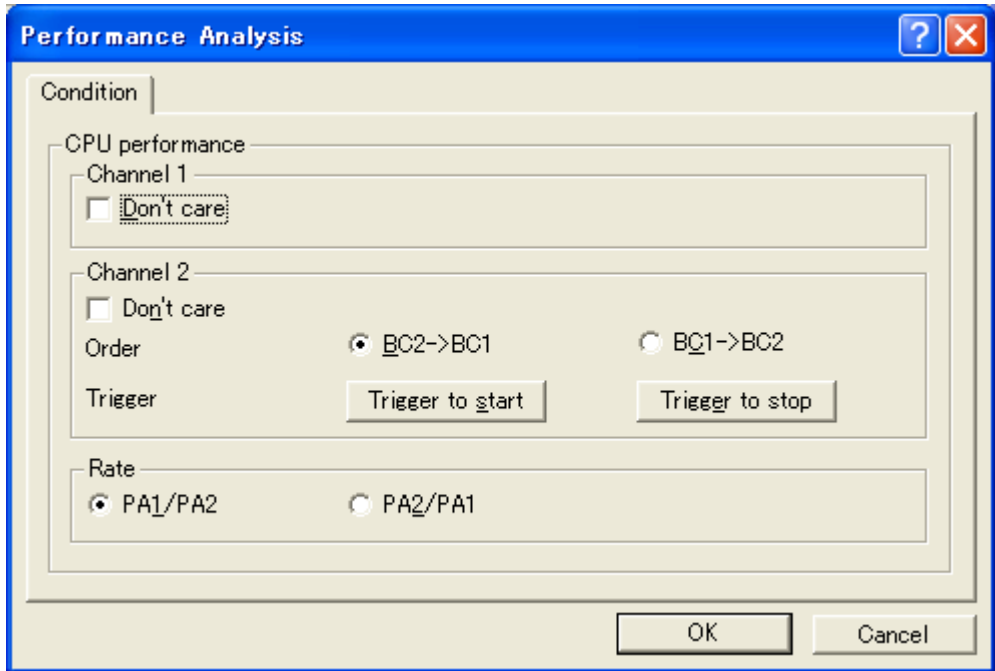 Performance Analysis
Condition
CPU performance
Channel 1
Don't care
Channel 2
Don't care
Order BC2->BC1 BC1->BC2
Trigger Trigger to start Trigger to stop
Rate
PA1/PA2 PA2/PA1
OK Cancel